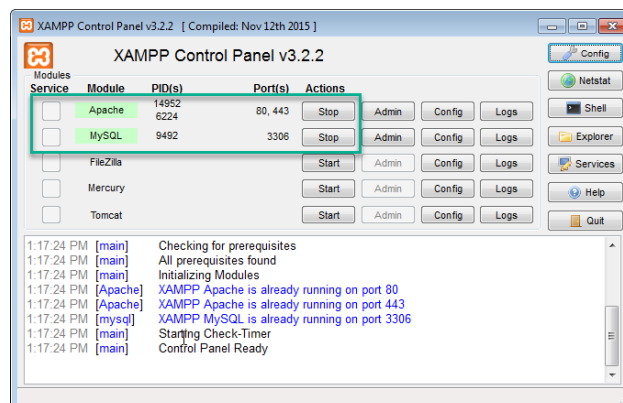 XAMPP Control Panel v3.2.2 [ Compiled: Nov 12th 2015 ]
XAMPP Control Panel v3.2.2
Config
Modules
Service Module PID(s) Port(s) Actions
Netstat
Apache 14952 6224 80, 443 Stop Admin Config Logs
Shell
MySQL 9492 3306 Stop Admin Config Logs
Explorer
FileZilla Start Admin Config Logs
Services
Mercury Start Admin Config Logs
Help
Tomcat Start Admin Config Logs
Quit
1:17:24 PM [main] Checking for prerequisites
1:17:24 PM [main] All prerequisites found
1:17:24 PM [main] Initializing Modules
1:17:24 PM [Apache] XAMPP Apache is already running on port 80
1:17:24 PM [Apache] XAMPP Apache is already running on port 443
1:17:24 PM [mysql] XAMPP MySQL is already running on port 3306
1:17:24 PM [main] Starting Check-Timer
1:17:24 PM [main] Control Panel Ready